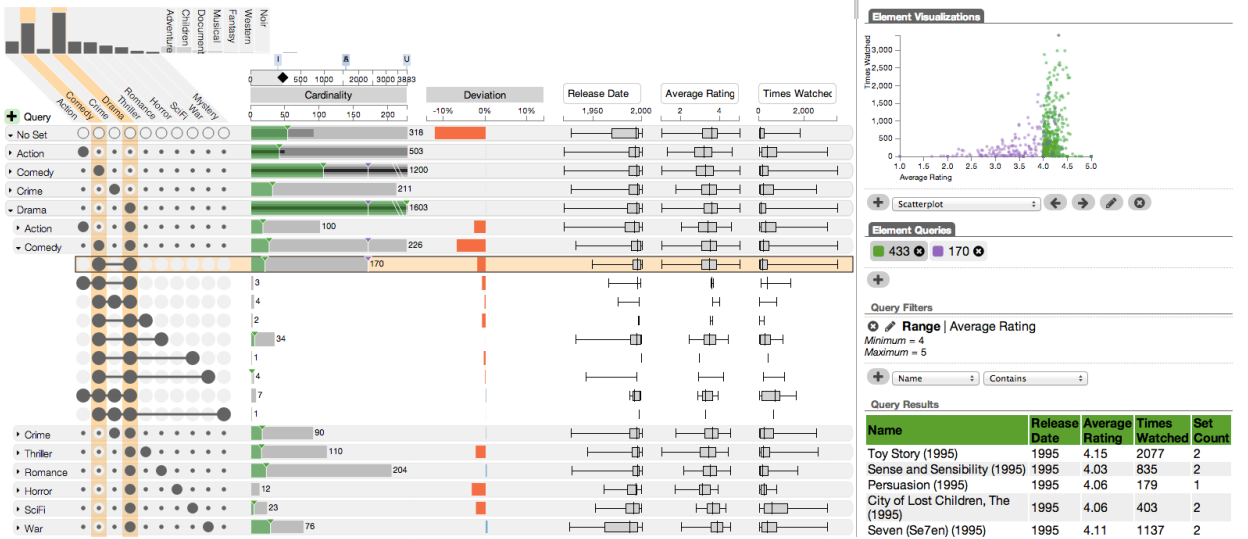 Adventure
Children
Document
Musical
Fantasy
Western
Noir
Action
Comedy
Crime
Drama
Thriller
Romance
Horror
SciFi
War
Mystery
0 500 1000 2000 3000 3883
Cardinality
Deviation
Release Date
Average Rating
Times Watched
0 50 100 150 200
-10% 0% 10%
1,950 2,000
2 4
0 2,000
Query
No Set 318
Action 503
Comedy 1200
Crime 211
Drama 1603
Action 100
Comedy 226
170
3
4
2
34
1
4
7
1
Crime 90
Thriller 110
Romance 204
Horror 12
SciFi 23
War 76
Element Visualizations
Times Watched
3,000
2,500
2,000
1,500
1,000
500
0
1.0 1.5 2.0 2.5 3.0 3.5 4.0 4.5 5.0
Average Rating
Scatterplot
Element Queries
433 170
Query Filters
Range | Average Rating
Minimum = 4
Maximum = 5
Name Contains
Query Results
Name Release Date Average Rating Times Watched Set Count
Toy Story (1995) 1995 4.15 2077 2
Sense and Sensibility (1995) 1995 4.03 835 2
Persuasion (1995) 1995 4.06 179 1
City of Lost Children, The (1995) 1995 4.06 403 2
Seven (Se7en) (1995) 1995 4.11 1137 2